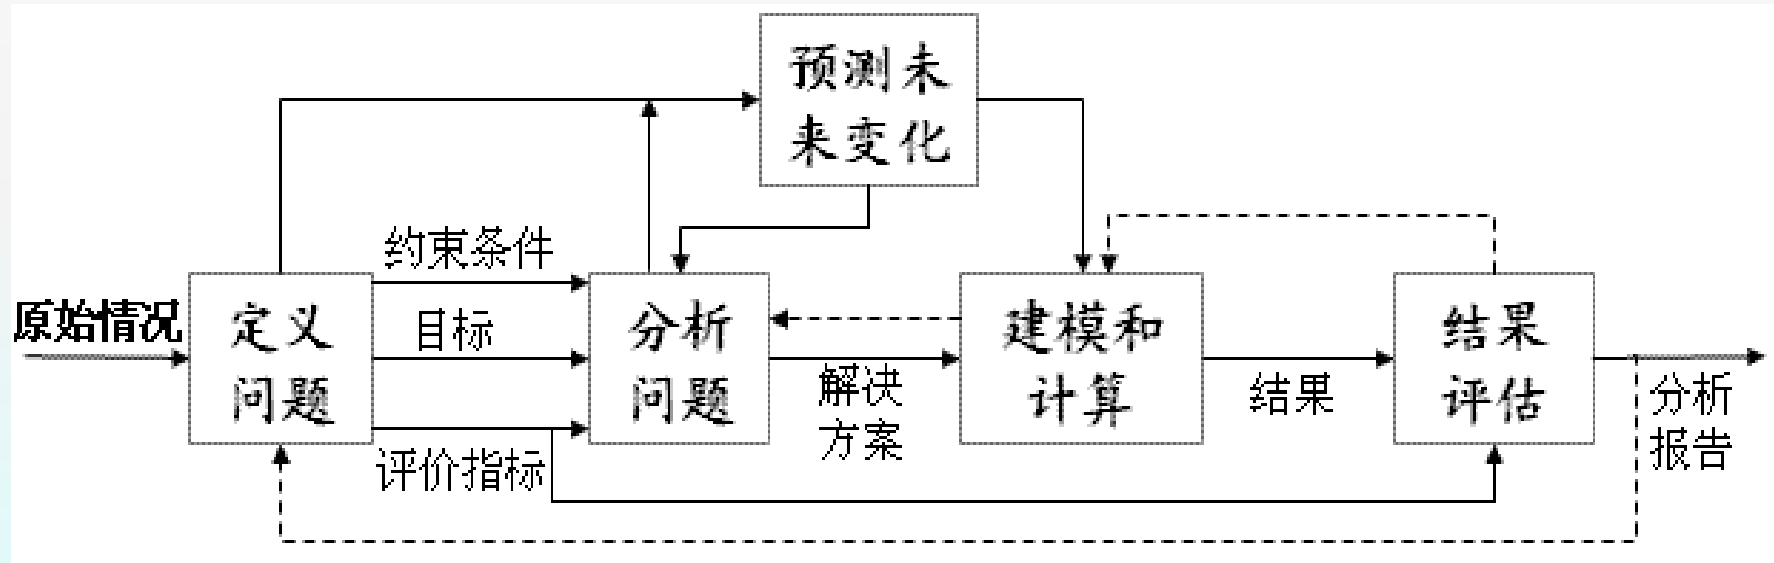 预测未
来变化
约束条件
原始情况
定义
问题
目标
评价指标
分析
问题
解决
方案
建模和
计算
结果
结果
评估
分析
报告